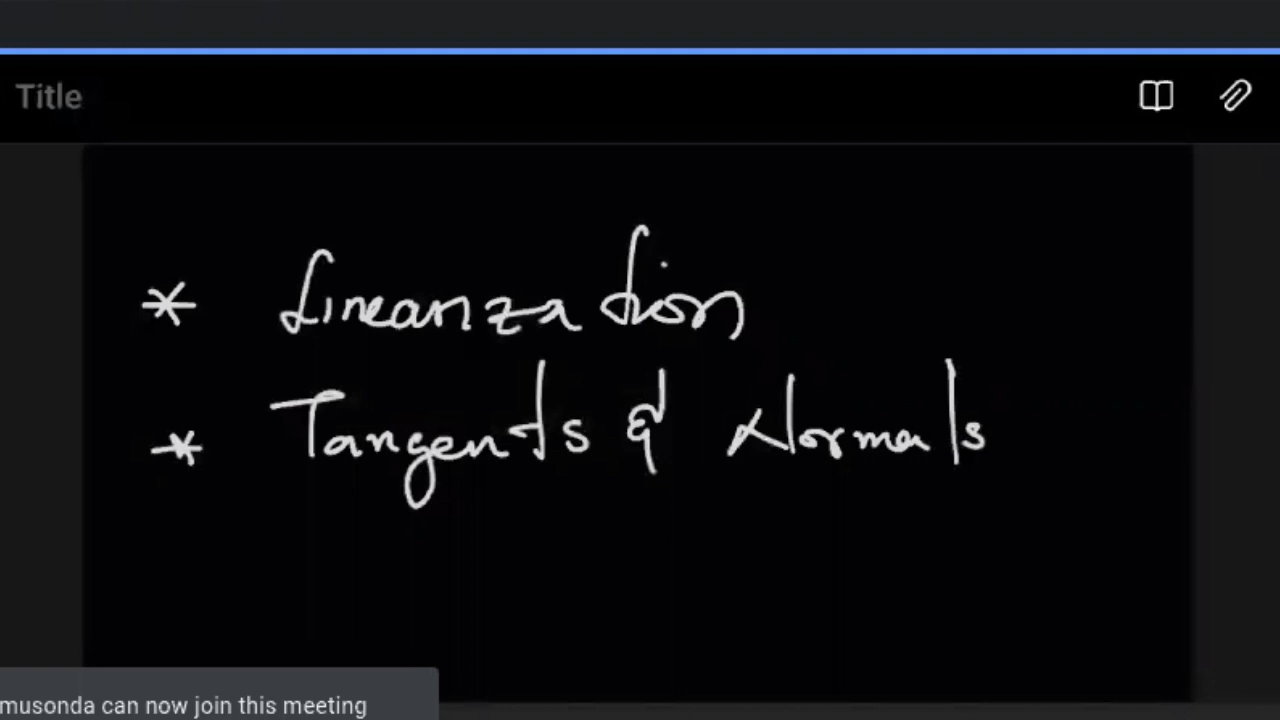 Title
* Linearization
* Tangents & Normals
musonda can now join this meeting